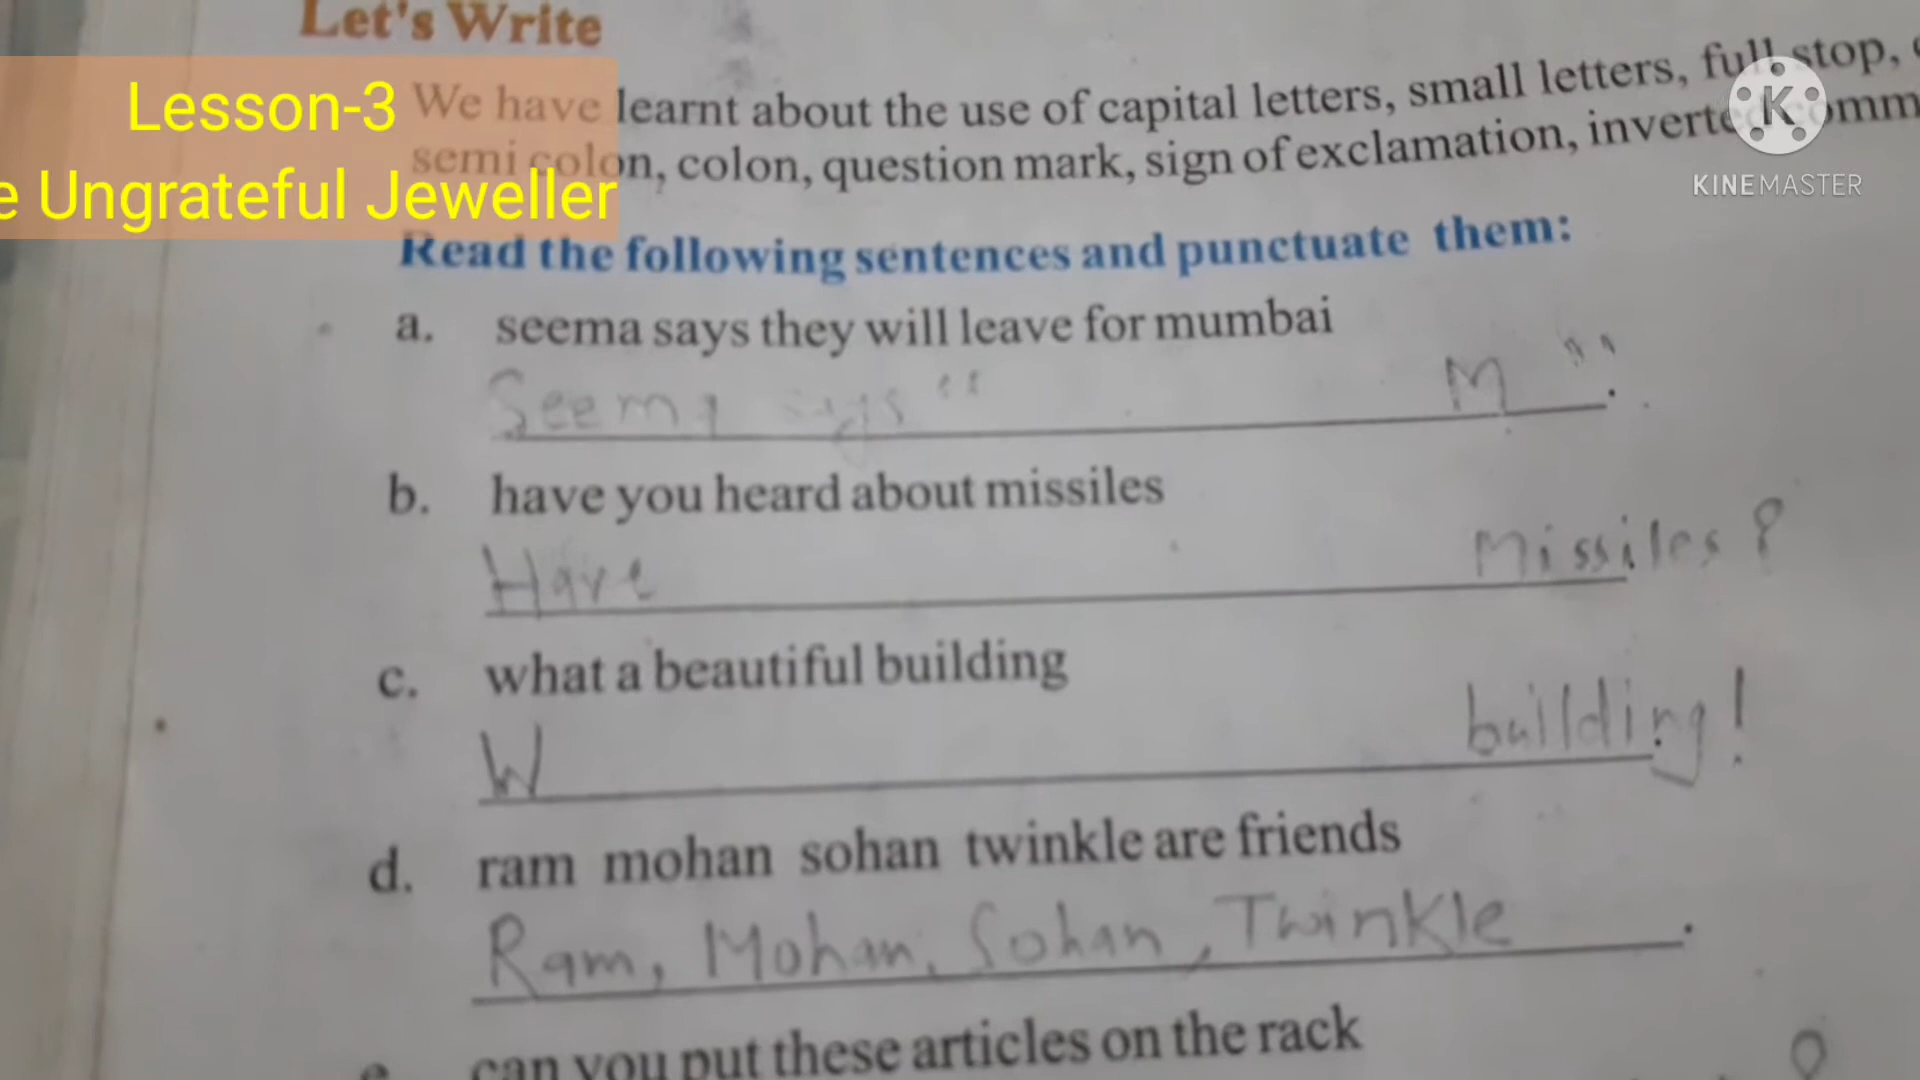 Let's Write
Lesson-3
e Ungrateful Jeweller
We have learnt about the use of capital letters, small letters, full stop,
semi colon, colon, question mark, sign of exclamation, inverted comm
KINEMASTER
Read the following sentences and punctuate them:
a. seema says they will leave for mumbai
Seema says " M ".
b. have you heard about missiles
Have Missiles ?
c. what a beautiful building
W building !
d. ram mohan sohan twinkle are friends
Ram, Mohan, Sohan, Twinkle .
e can you put these articles on the rack